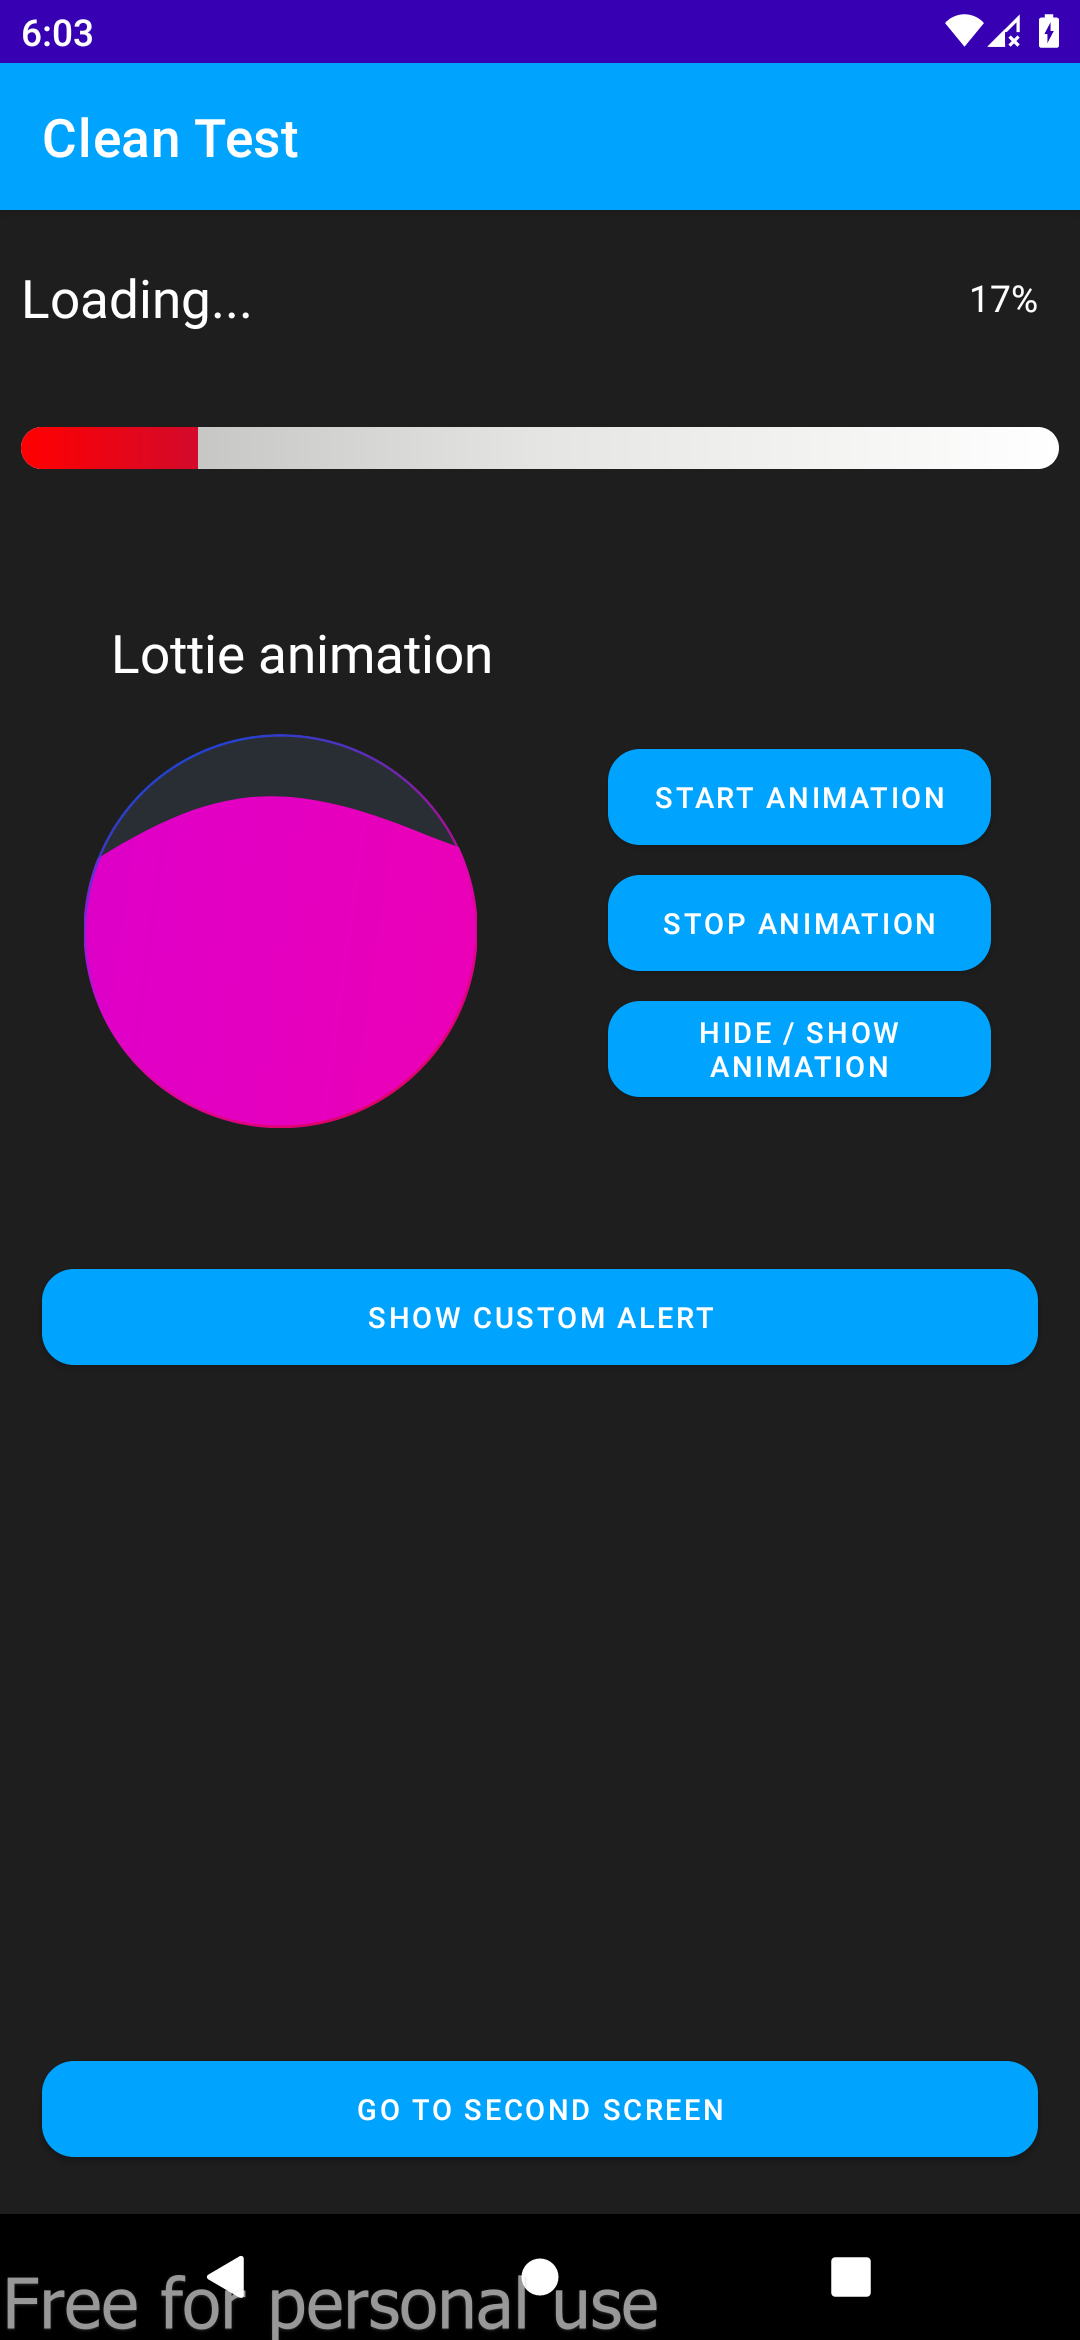 6:03
Clean Test
Loading...
17%
Lottie animation
START ANIMATION
STOP ANIMATION
HIDE / SHOW
ANIMATION
SHOW CUSTOM ALERT
GO TO SECOND SCREEN
Free for personal use